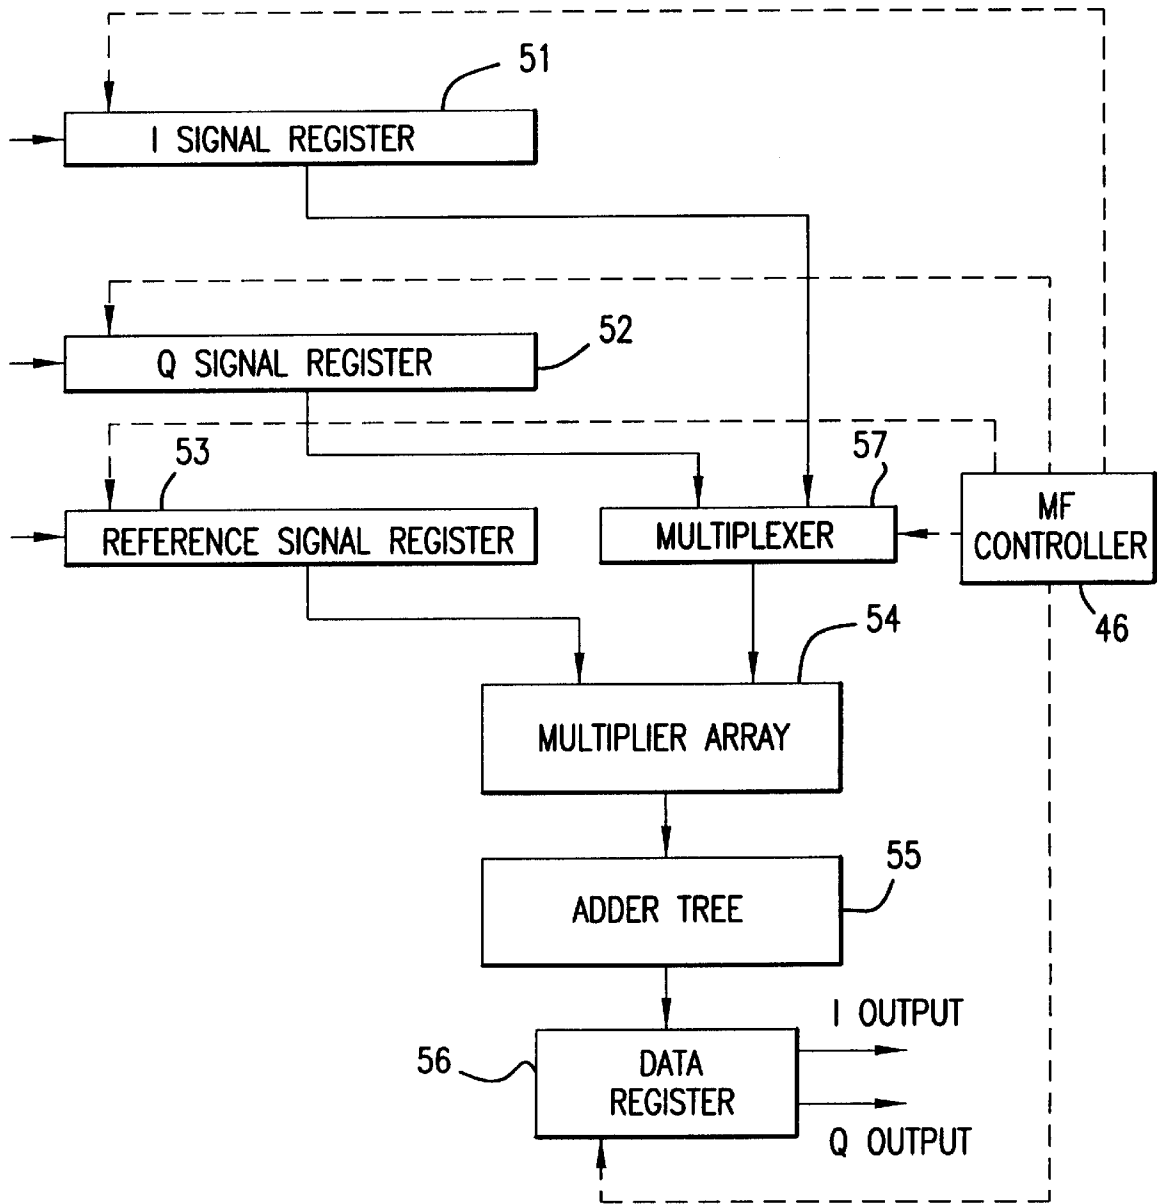 51
I SIGNAL REGISTER
52
Q SIGNAL REGISTER
53
57
REFERENCE SIGNAL REGISTER
MULTIPLEXER
MF
CONTROLLER
46
54
MULTIPLIER ARRAY
55
ADDER TREE
I OUTPUT
56
DATA
REGISTER
Q OUTPUT